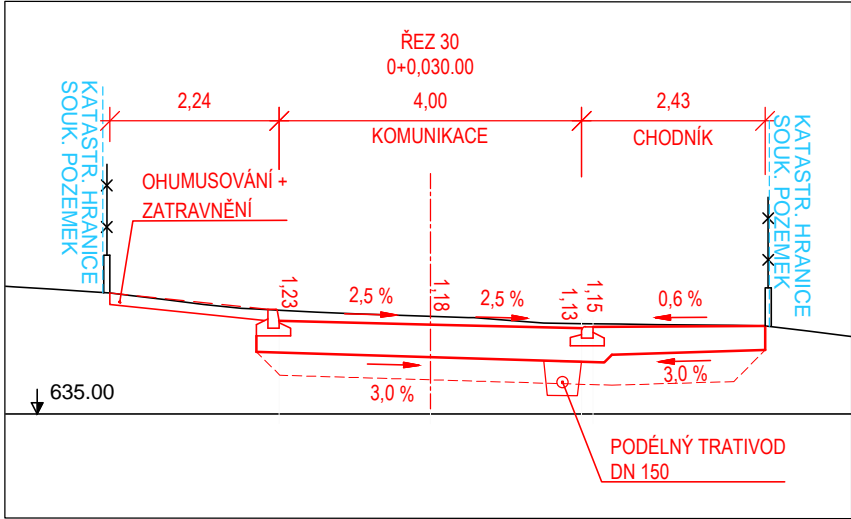 ŘEZ 30
0+0,030.00
2,24
4,00
2,43
KOMUNIKACE
CHODNÍK
KATASTR. HRANICE
SOUK. POZEMEK
KATASTR. HRANICE
SOUK. POZEMEK
OHUMUSOVÁNÍ +
ZATRAVNĚNÍ
1,23
2,5 %
1,18
2,5 %
1,13
1,15
0,6 %
3,0 %
3,0 %
635.00
PODÉLNÝ TRATIVOD
DN 150